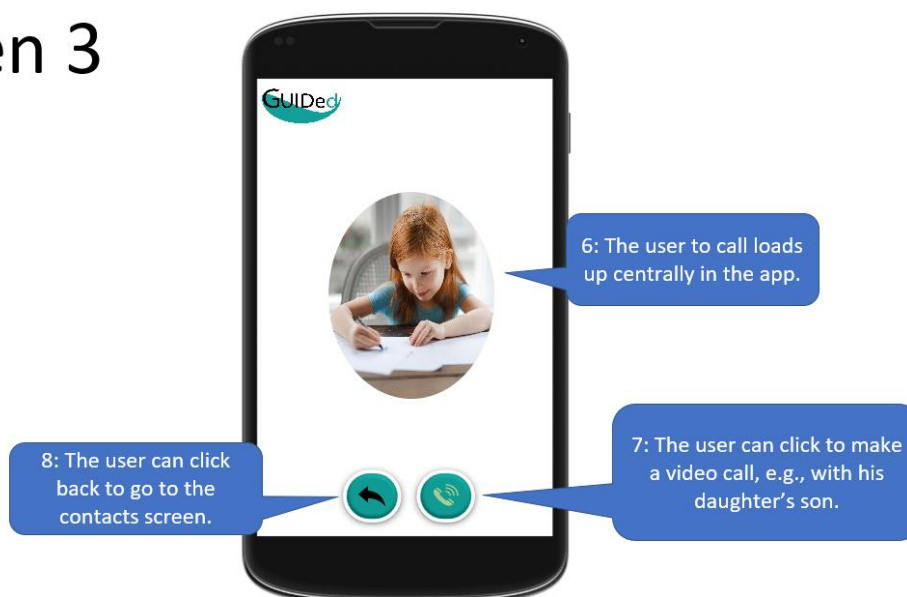 en 3
GUIDed
6: The user to call loads
up centrally in the app.
7: The user can click to make
a video call, e.g., with his
daughter's son.
8: The user can click
back to go to the
contacts screen.